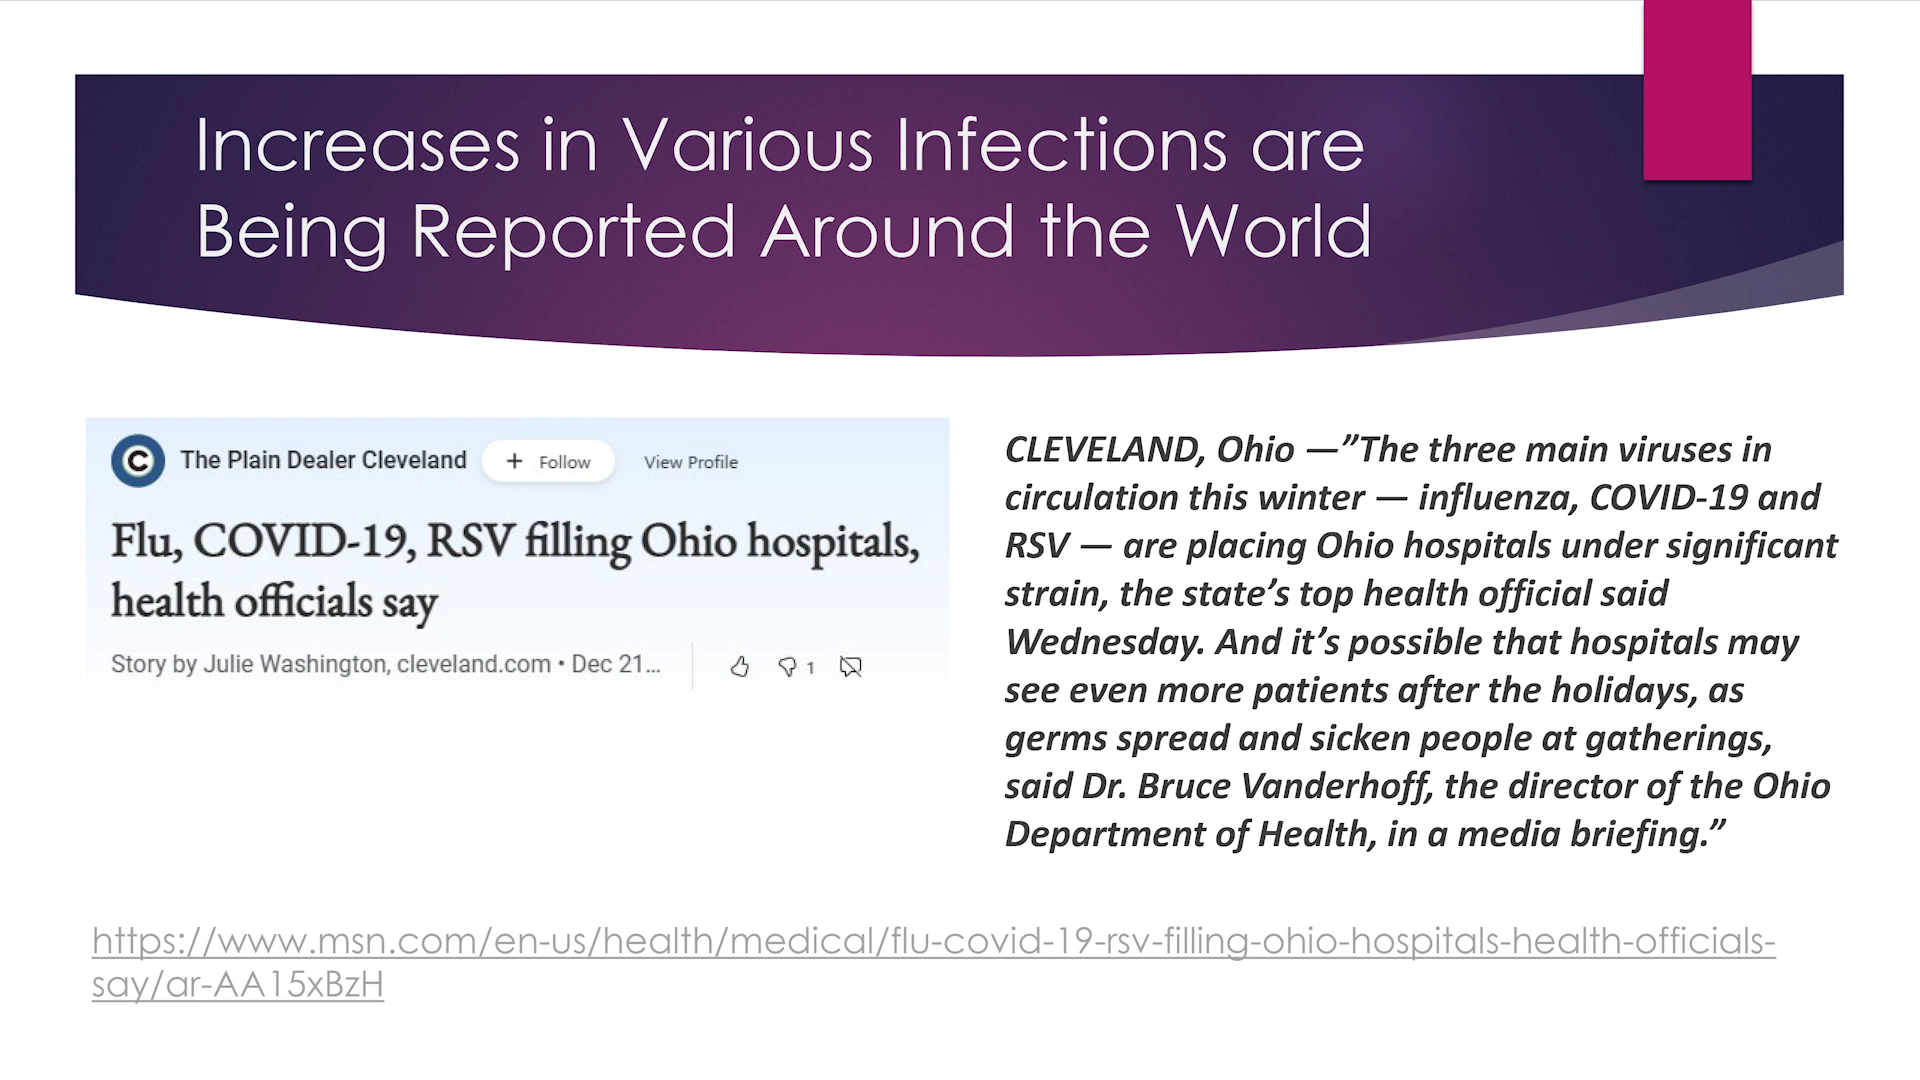 Increases in Various Infections are
Being Reported Around the World
C The Plain Dealer Cleveland + Follow View Profile
Flu, COVID-19, RSV filling Ohio hospitals,
health officials say
Story by Julie Washington, cleveland.com • Dec 21... 1
CLEVELAND, Ohio —”The three main viruses in
circulation this winter — influenza, COVID-19 and
RSV — are placing Ohio hospitals under significant
strain, the state’s top health official said
Wednesday. And it’s possible that hospitals may
see even more patients after the holidays, as
germs spread and sicken people at gatherings,
said Dr. Bruce Vanderhoff, the director of the Ohio
Department of Health, in a media briefing.”
https://www.msn.com/en-us/health/medical/flu-covid-19-rsv-filling-ohio-hospitals-health-officials-
say/ar-AA15xBzH